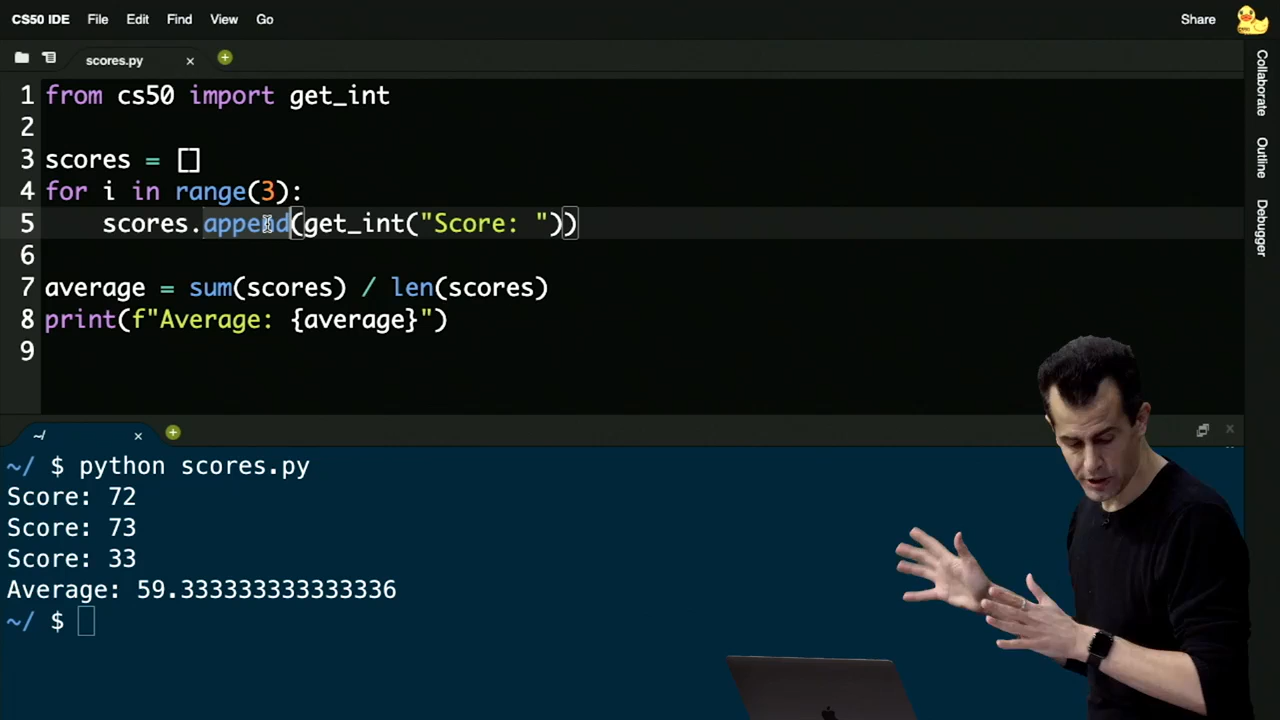 CS50 IDE File Edit Find View Go Share
scores.py
1 from cs50 import get_int
2
3 scores = []
4 for i in range(3):
5 scores.append(get_int("Score: "))
6
7 average = sum(scores) / len(scores)
8 print(f"Average: {average}")
9
Collaborate
Outline
Debugger
~/
~/ $ python scores.py
Score: 72
Score: 73
Score: 33
Average: 59.333333333333336
~/ $